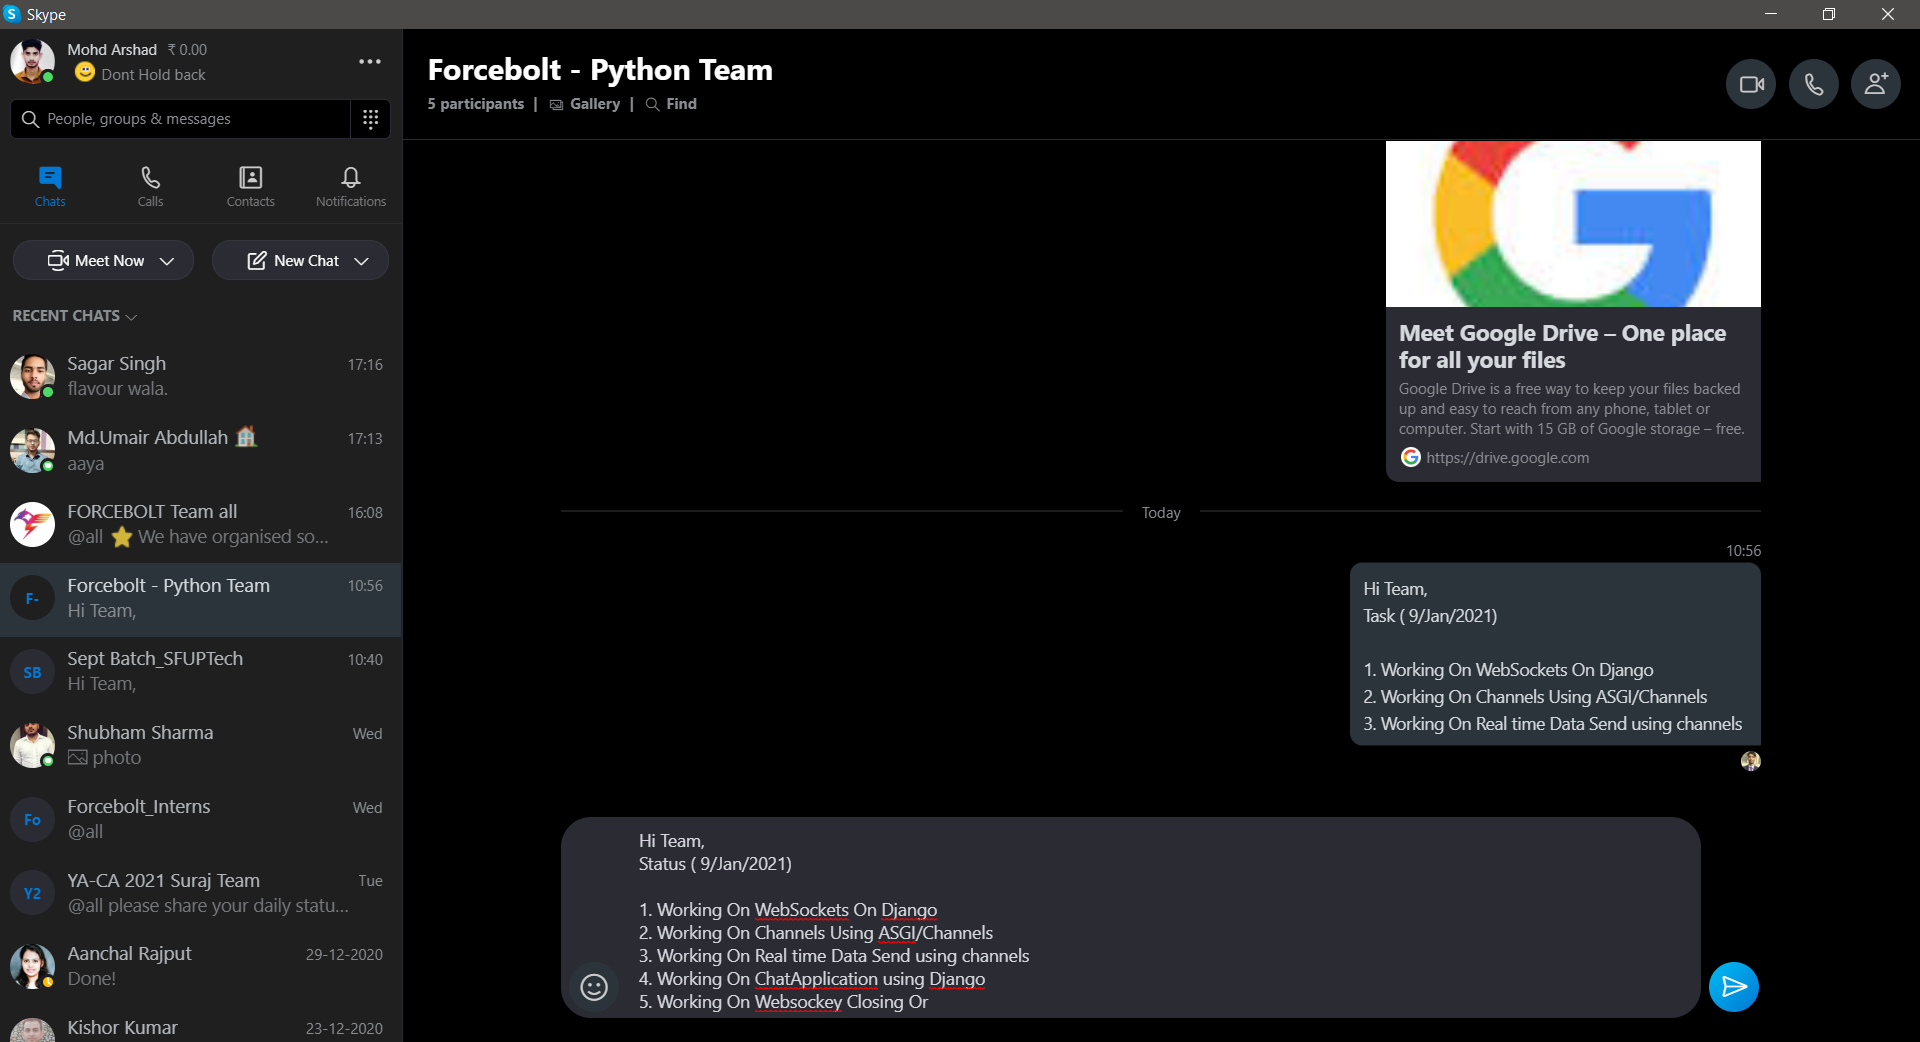 Skype
Mohd Arshad ₹ 0.00
Dont Hold back
People, groups & messages
Chats
Calls
Contacts
Notifications
Meet Now
New Chat
RECENT CHATS
Sagar Singh 17:16
flavour wala.
Md.Umair Abdullah 17:13
aaya
FORCEBOLT Team all 16:08
@all ⭐ We have organised so...
F-
Forcebolt - Python Team 10:56
Hi Team,
SB
Sept Batch_SFUPTech 10:40
Hi Team,
Shubham Sharma Wed
photo
Fo
Forcebolt_Interns Wed
@all
Y2
YA-CA 2021 Suraj Team Tue
@all please share your daily statu...
Aanchal Rajput 29-12-2020
Done!
Kishor Kumar 23-12-2020
Forcebolt - Python Team
5 participants | Gallery | Find
Meet Google Drive – One place
for all your files
Google Drive is a free way to keep your files backed
up and easy to reach from any phone, tablet or
computer. Start with 15 GB of Google storage – free.
https://drive.google.com
Today
10:56
Hi Team,
Task ( 9/Jan/2021)
1. Working On WebSockets On Django
2. Working On Channels Using ASGI/Channels
3. Working On Real time Data Send using channels
Hi Team,
Status ( 9/Jan/2021)
1. Working On WebSockets On Django
2. Working On Channels Using ASGI/Channels
3. Working On Real time Data Send using channels
4. Working On ChatApplication using Django
5. Working On Websockey Closing Or